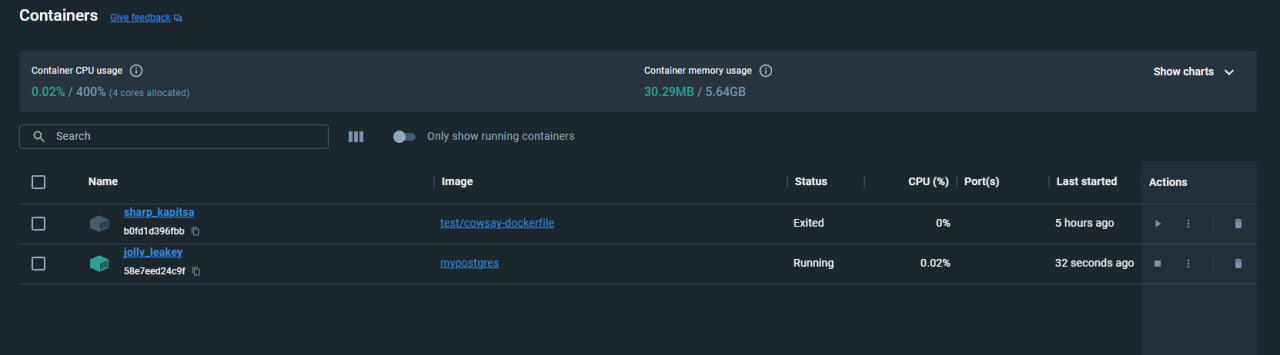 Containers Give feedback
Container CPU usage Container memory usage Show charts
0.02% / 400% (4 cores allocated) 30.29MB / 5.64GB
Search Only show running containers
Name Image Status CPU (%) Port(s) Last started Actions
sharp_kapitsa
b0fd1d396fbb test/cowsay-dockerfile Exited 0% 5 hours ago
jolly_leakey
58e7eed24c9f mypostgres Running 0.02% 32 seconds ago